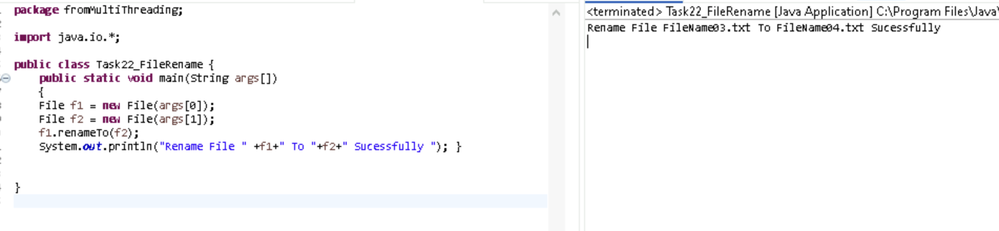 package fromMultiThreading;
import java.io.*;
public class Task22_FileRename {
public static void main(String args[])
{
File f1 = new File(args[0]);
File f2 = new File(args[1]);
f1.renameTo(f2);
System.out.println("Rename File " +f1+" To "+f2+" Sucessfully "); }
}
<terminated> Task22_FileRename [Java Application] C:\Program Files\Java\
Rename File FileName03.txt To FileName04.txt Sucessfully